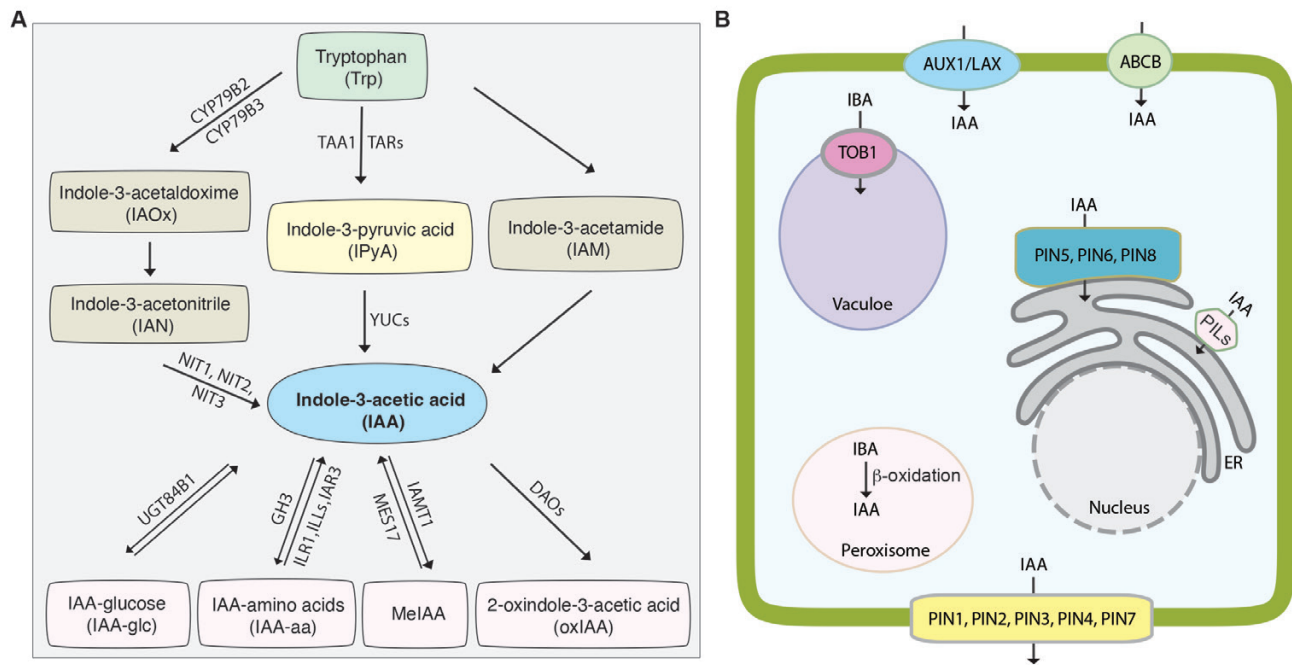 A
Tryptophan
(Trp)
CYP79B2
CYP79B3
TAA1
TARs
Indole-3-acetaldoxime
(IAOx)
Indole-3-pyruvic acid
(IPyA)
Indole-3-acetamide
(IAM)
Indole-3-acetonitrile
(IAN)
YUCs
NIT1, NIT2,
NIT3
Indole-3-acetic acid
(IAA)
UGT84B1
GH3
ILR1,ILLs,IAR3
IAMT1
MES17
DAOs
IAA-glucose
(IAA-glc)
IAA-amino acids
(IAA-aa)
MeIAA
2-oxindole-3-acetic acid
(oxIAA)
B
AUX1/LAX
IAA
ABCB
IAA
IBA
TOB1
Vaculoe
IAA
PIN5, PIN6, PIN8
IAA
PILs
ER
Nucleus
IBA
β-oxidation
IAA
Peroxisome
IAA
PIN1, PIN2, PIN3, PIN4, PIN7